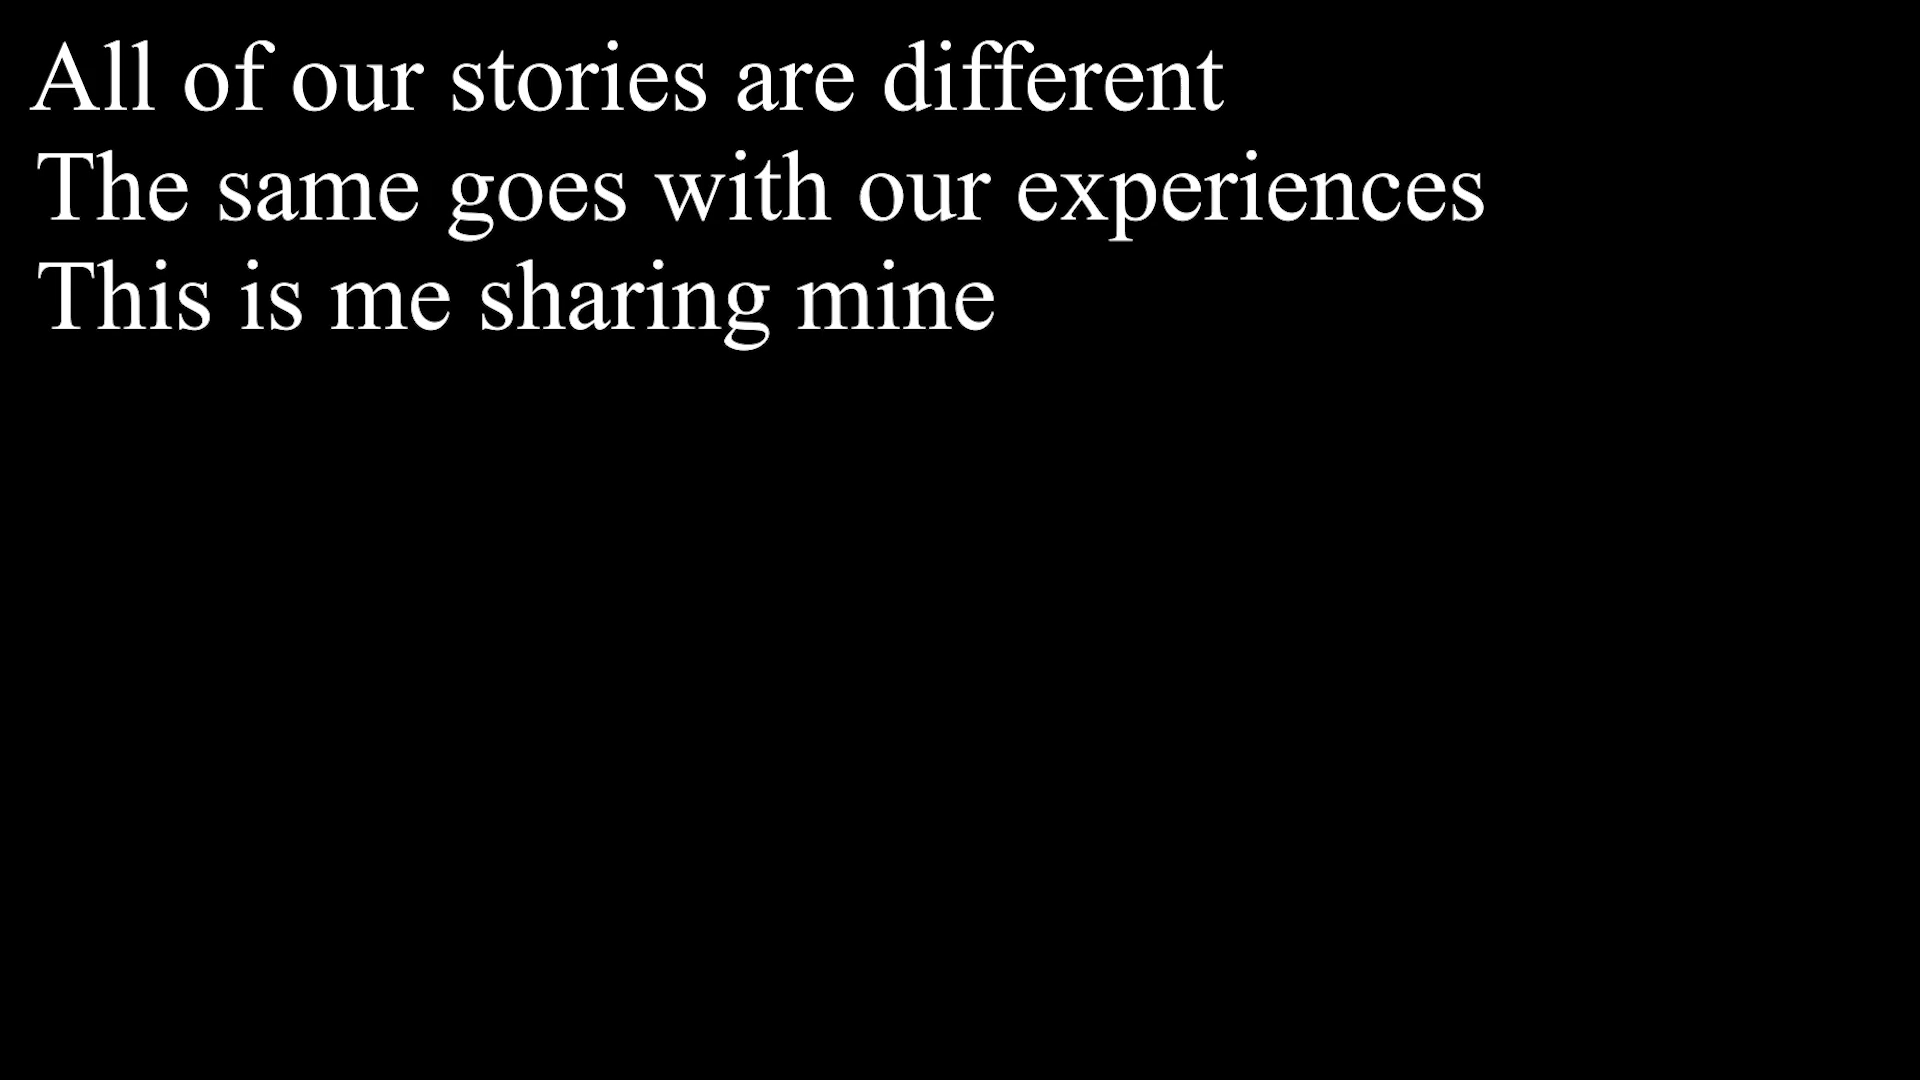 All of our stories are different
The same goes with our experiences
This is me sharing mine